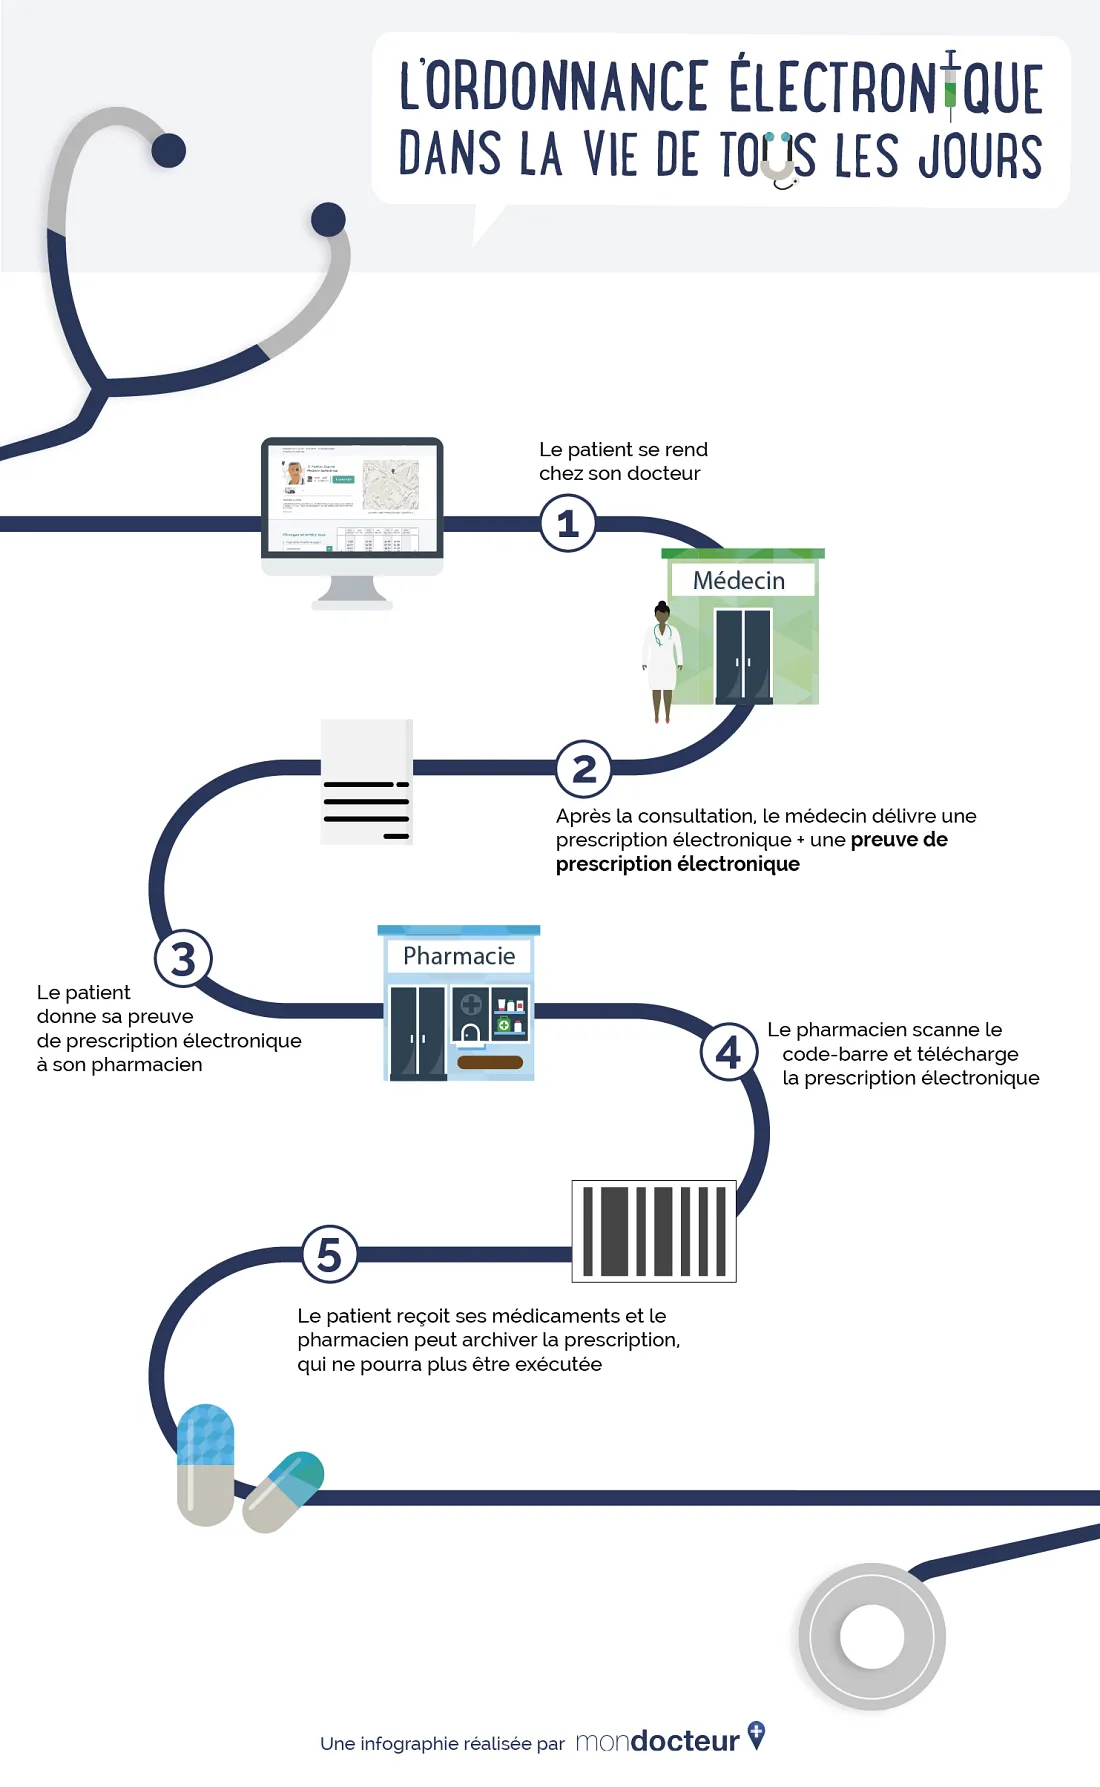 L'ORDONNANCE ÉLECTRONIQUE
DANS LA VIE DE TOUS LES JOURS
Le patient se rend
chez son docteur
1
Médecin
2
Après la consultation, le médecin délivre une
prescription électronique + une preuve de
prescription électronique
3
Pharmacie
Le patient
donne sa preuve
de prescription électronique
à son pharmacien
4
Le pharmacien scanne le
code-barre et télécharge
la prescription électronique
5
Le patient reçoit ses médicaments et le
pharmacien peut archiver la prescription,
qui ne pourra plus être exécutée
Une infographie réalisée par mondocteur